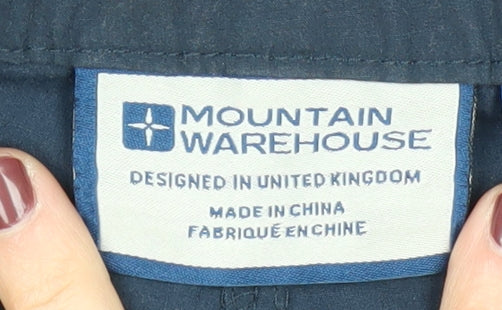 MOUNTAIN
WAREHOUSE
DESIGNED IN UNITED KINGDOM
MADE IN CHINA
FABRIQUÉ EN CHINE